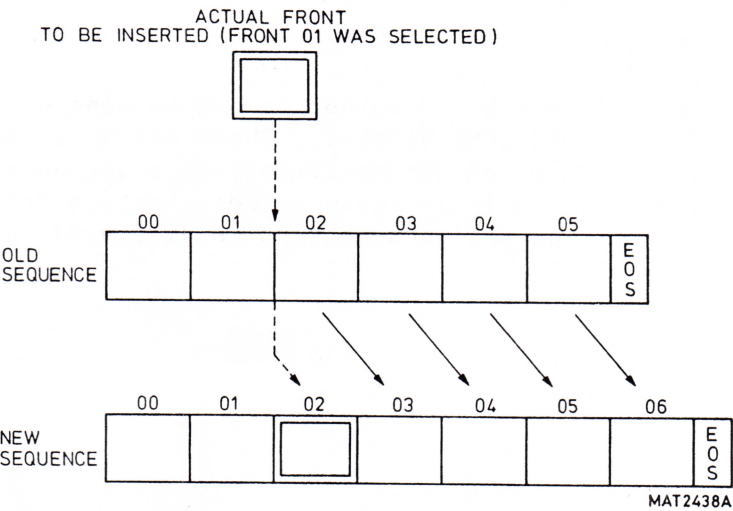 ACTUAL FRONT
TO BE INSERTED (FRONT 01 WAS SELECTED)
00 01 02 03 04 05
OLD
SEQUENCE
E
O
S
00 01 02 03 04 05 06
NEW
SEQUENCE
E
O
S
MAT2438A